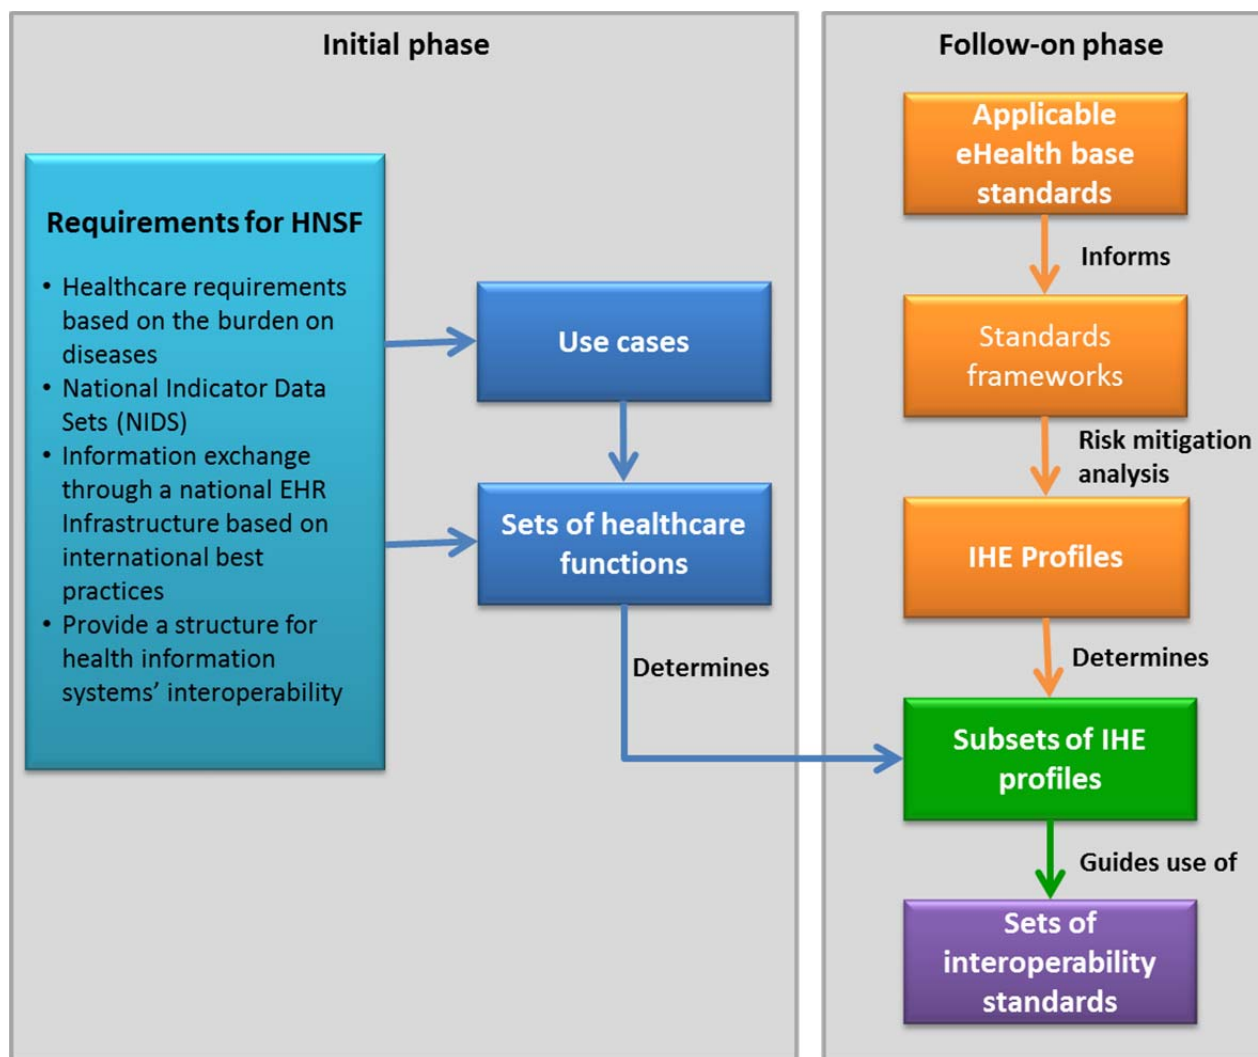 Initial phase
Requirements for HNSF
• Healthcare requirements
based on the burden on
diseases
• National Indicator Data
Sets (NIDS)
• Information exchange
through a national EHR
Infrastructure based on
international best
practices
• Provide a structure for
health information
systems’ interoperability
Use cases
Sets of healthcare
functions
Determines
Follow-on phase
Applicable
eHealth base
standards
Informs
Standards
frameworks
Risk mitigation
analysis
IHE Profiles
Determines
Subsets of IHE
profiles
Guides use of
Sets of
interoperability
standards